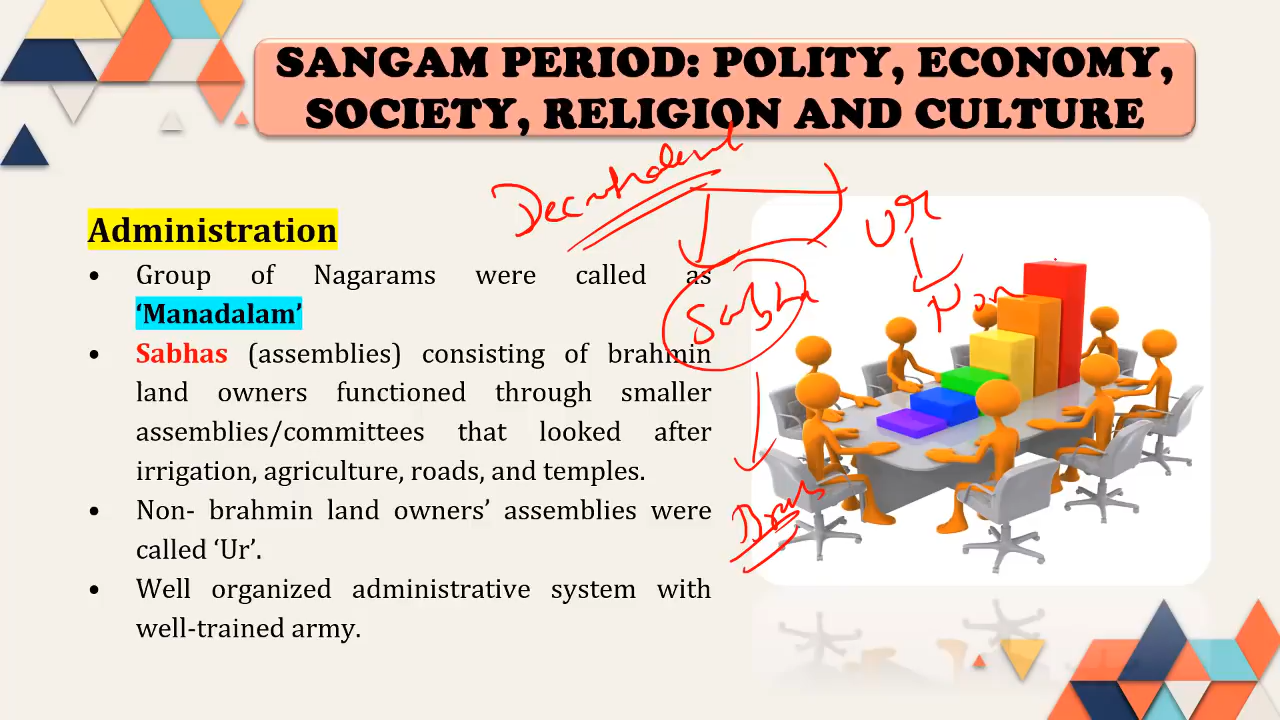 SANGAM PERIOD: POLITY, ECONOMY,
SOCIETY, RELIGION AND CULTURE
Administration
• Group of Nagarams were called as
‘Manadalam’
• Sabhas (assemblies) consisting of brahmin
land owners functioned through smaller
assemblies/committees that looked after
irrigation, agriculture, roads, and temples.
• Non- brahmin land owners’ assemblies were
called ‘Ur’.
• Well organized administrative system with
well-trained army.
Ur
Sabha
Non